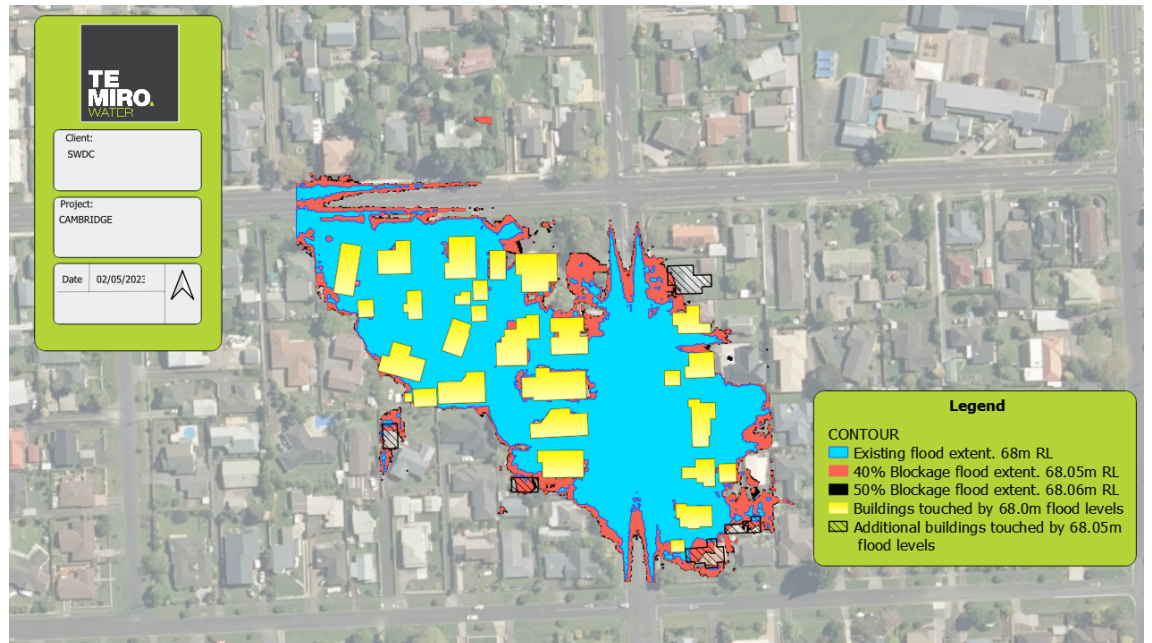 TE
MIRO.
WATER
Client:
SWDC
Project:
CAMBRIDGE
Date 02/05/2023
Legend
CONTOUR
Existing flood extent. 68m RL
40% Blockage flood extent. 68.05m RL
50% Blockage flood extent. 68.06m RL
Buildings touched by 68.0m flood levels
Additional buildings touched by 68.05m
flood levels